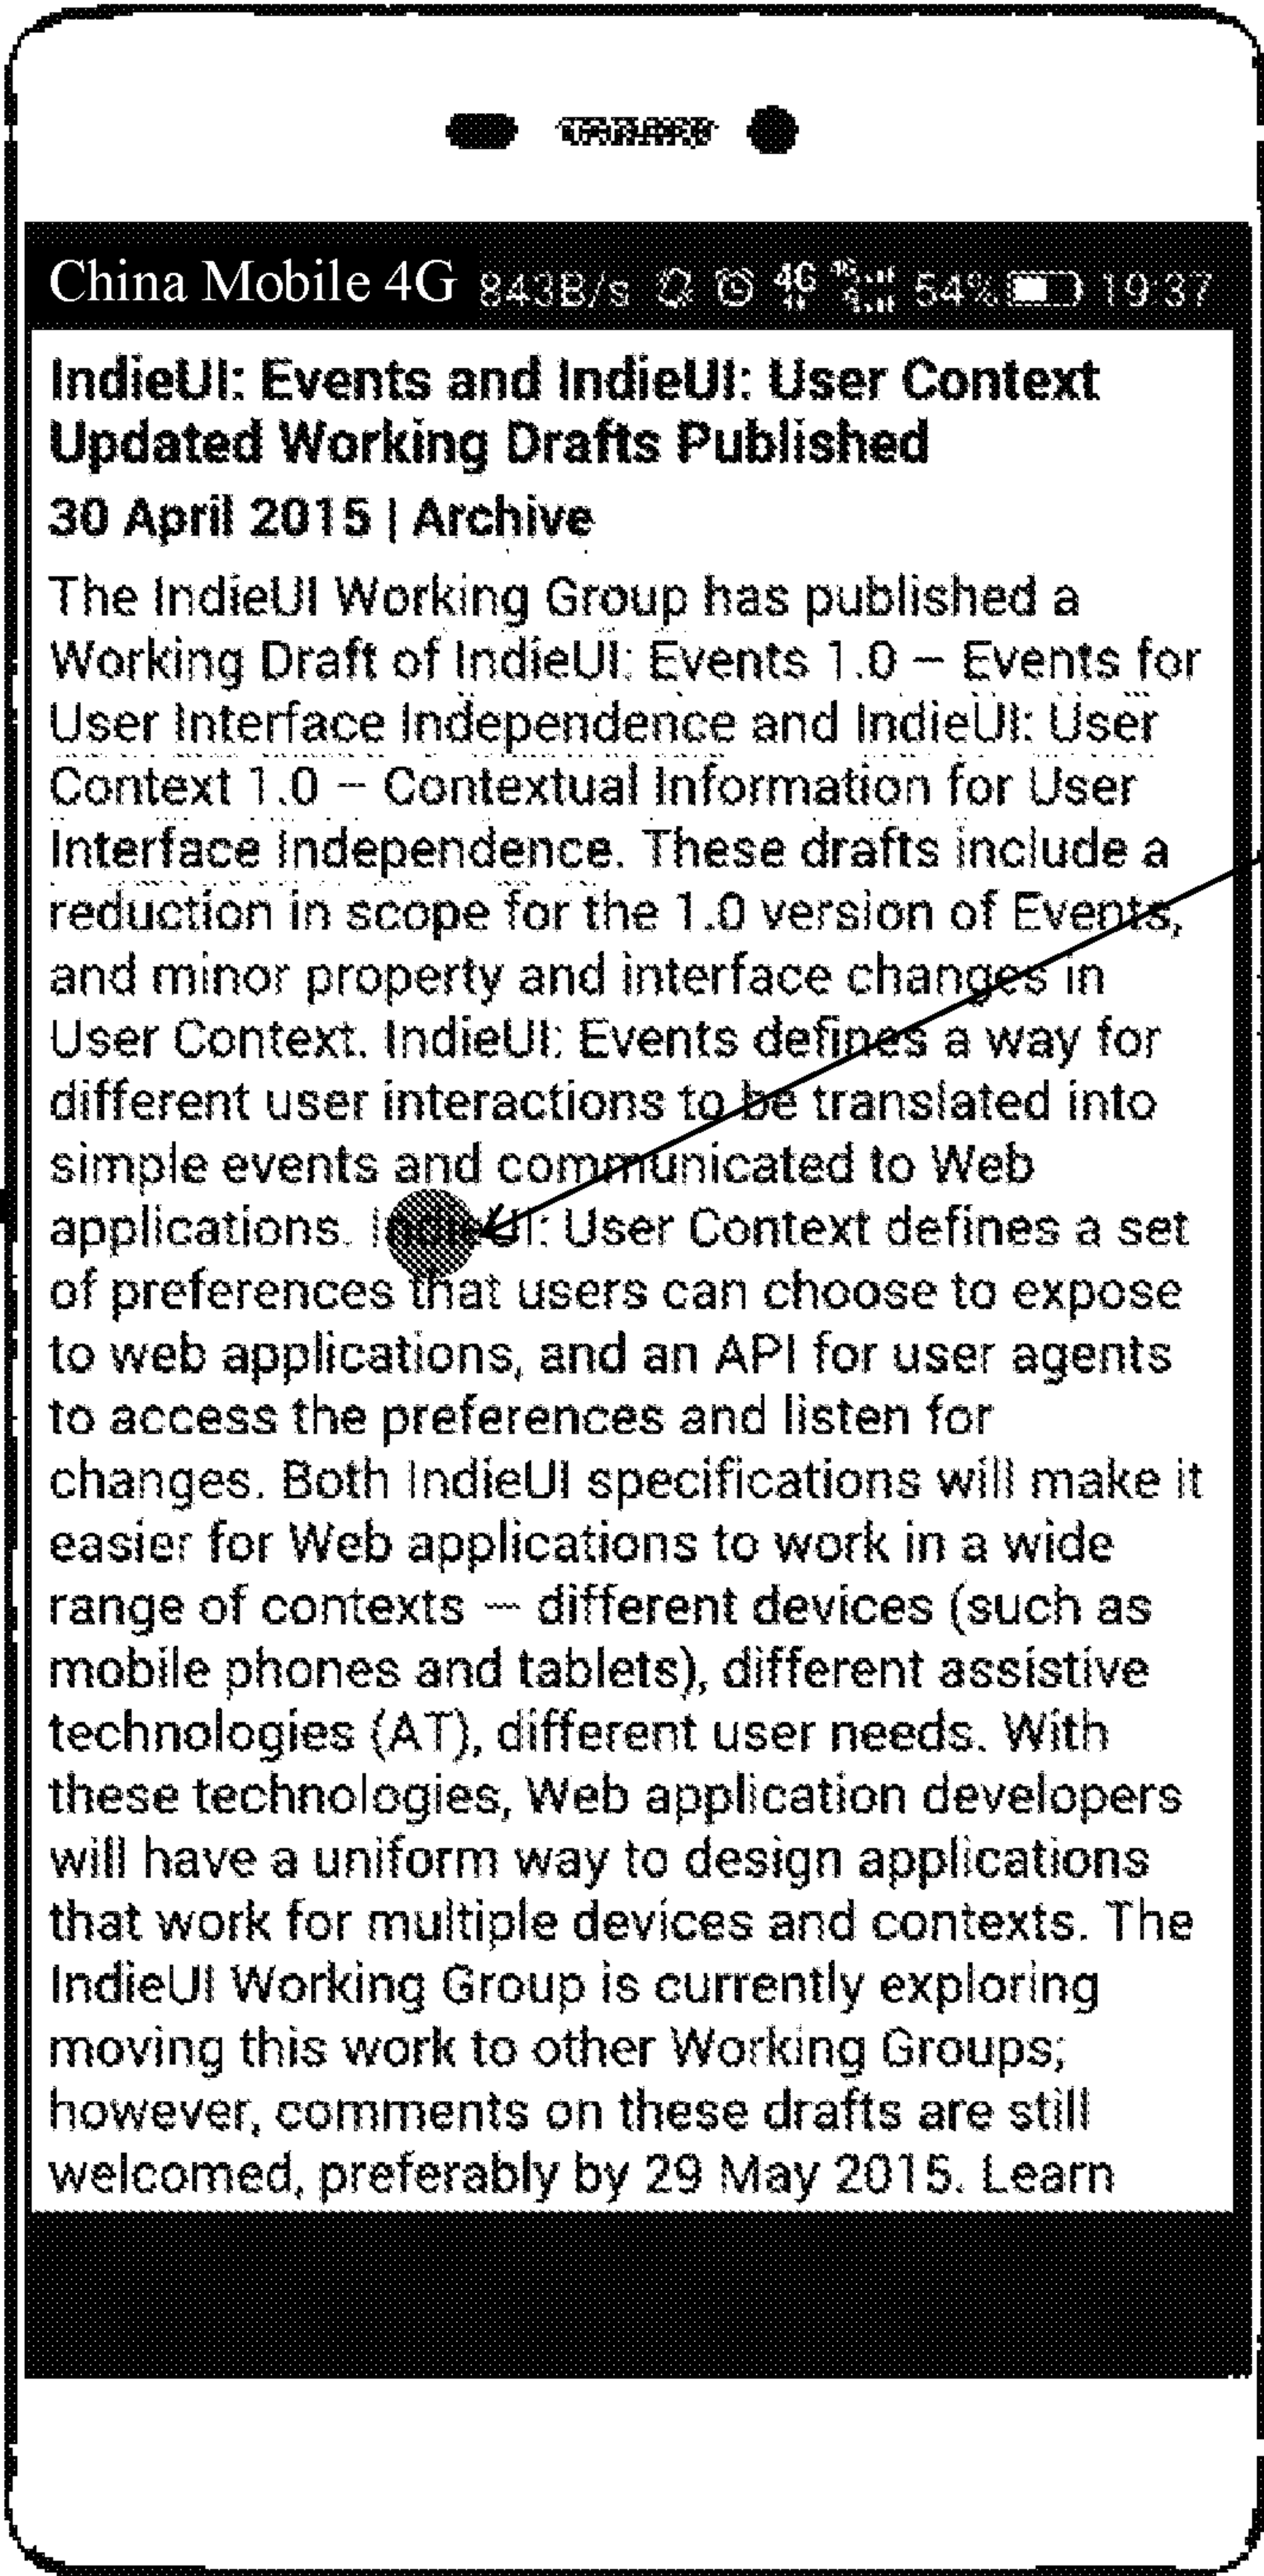 China Mobile 4G 843B/s 4G 54% 19:37
IndieUI: Events and IndieUI: User Context
Updated Working Drafts Published
30 April 2015 | Archive
The IndieUI Working Group has published a
Working Draft of IndieUI: Events 1.0 – Events for
User Interface Independence and IndieUI: User
Context 1.0 – Contextual Information for User
Interface Independence. These drafts include a
reduction in scope for the 1.0 version of Events,
and minor property and interface changes in
User Context. IndieUI: Events defines a way for
different user interactions to be translated into
simple events and communicated to Web
applications. IndieUI: User Context defines a set
of preferences that users can choose to expose
to web applications, and an API for user agents
to access the preferences and listen for
changes. Both IndieUI specifications will make it
easier for Web applications to work in a wide
range of contexts — different devices (such as
mobile phones and tablets), different assistive
technologies (AT), different user needs. With
these technologies, Web application developers
will have a uniform way to design applications
that work for multiple devices and contexts. The
IndieUI Working Group is currently exploring
moving this work to other Working Groups;
however, comments on these drafts are still
welcomed, preferably by 29 May 2015. Learn